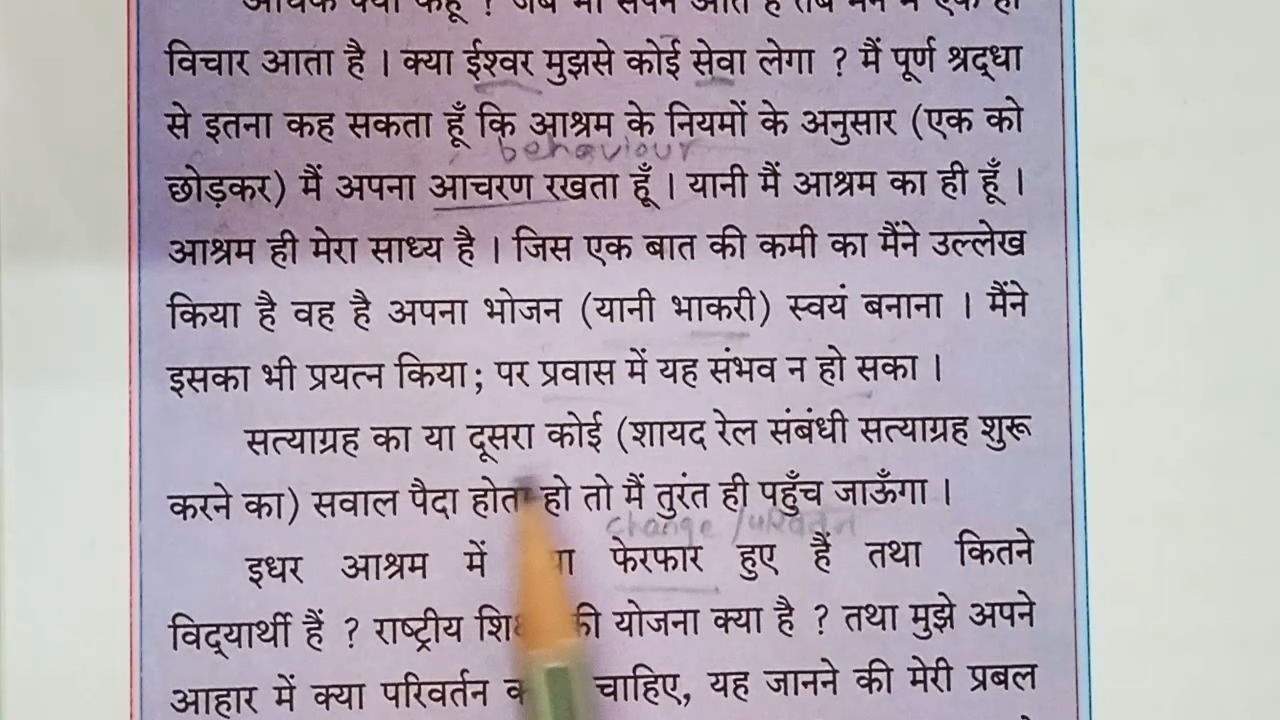 विचार आता है । क्या ईश्वर मुझसे कोई सेवा लेगा ? मैं पूर्ण श्रद्धा
से इतना कह सकता हूँ कि आश्रम के नियमों के अनुसार (एक को
behaviour
छोड़कर) मैं अपना आचरण रखता हूँ । यानी मैं आश्रम का ही हूँ ।
आश्रम ही मेरा साध्य है । जिस एक बात की कमी का मैंने उल्लेख
किया है वह है अपना भोजन (यानी भाकरी) स्वयं बनाना । मैंने
इसका भी प्रयत्न किया; पर प्रवास में यह संभव न हो सका ।
सत्याग्रह का या दूसरा कोई (शायद रेल संबंधी सत्याग्रह शुरू
करने का) सवाल पैदा होता हो तो मैं तुरंत ही पहुँच जाऊँगा ।
change / परिवर्तन
इधर आश्रम में फेरफार हुए हैं तथा कितने
विद्यार्थी हैं ? राष्ट्रीय की योजना क्या है ? तथा मुझे अपने
आहार में क्या परिवर्तन चाहिए, यह जानने की मेरी प्रबल